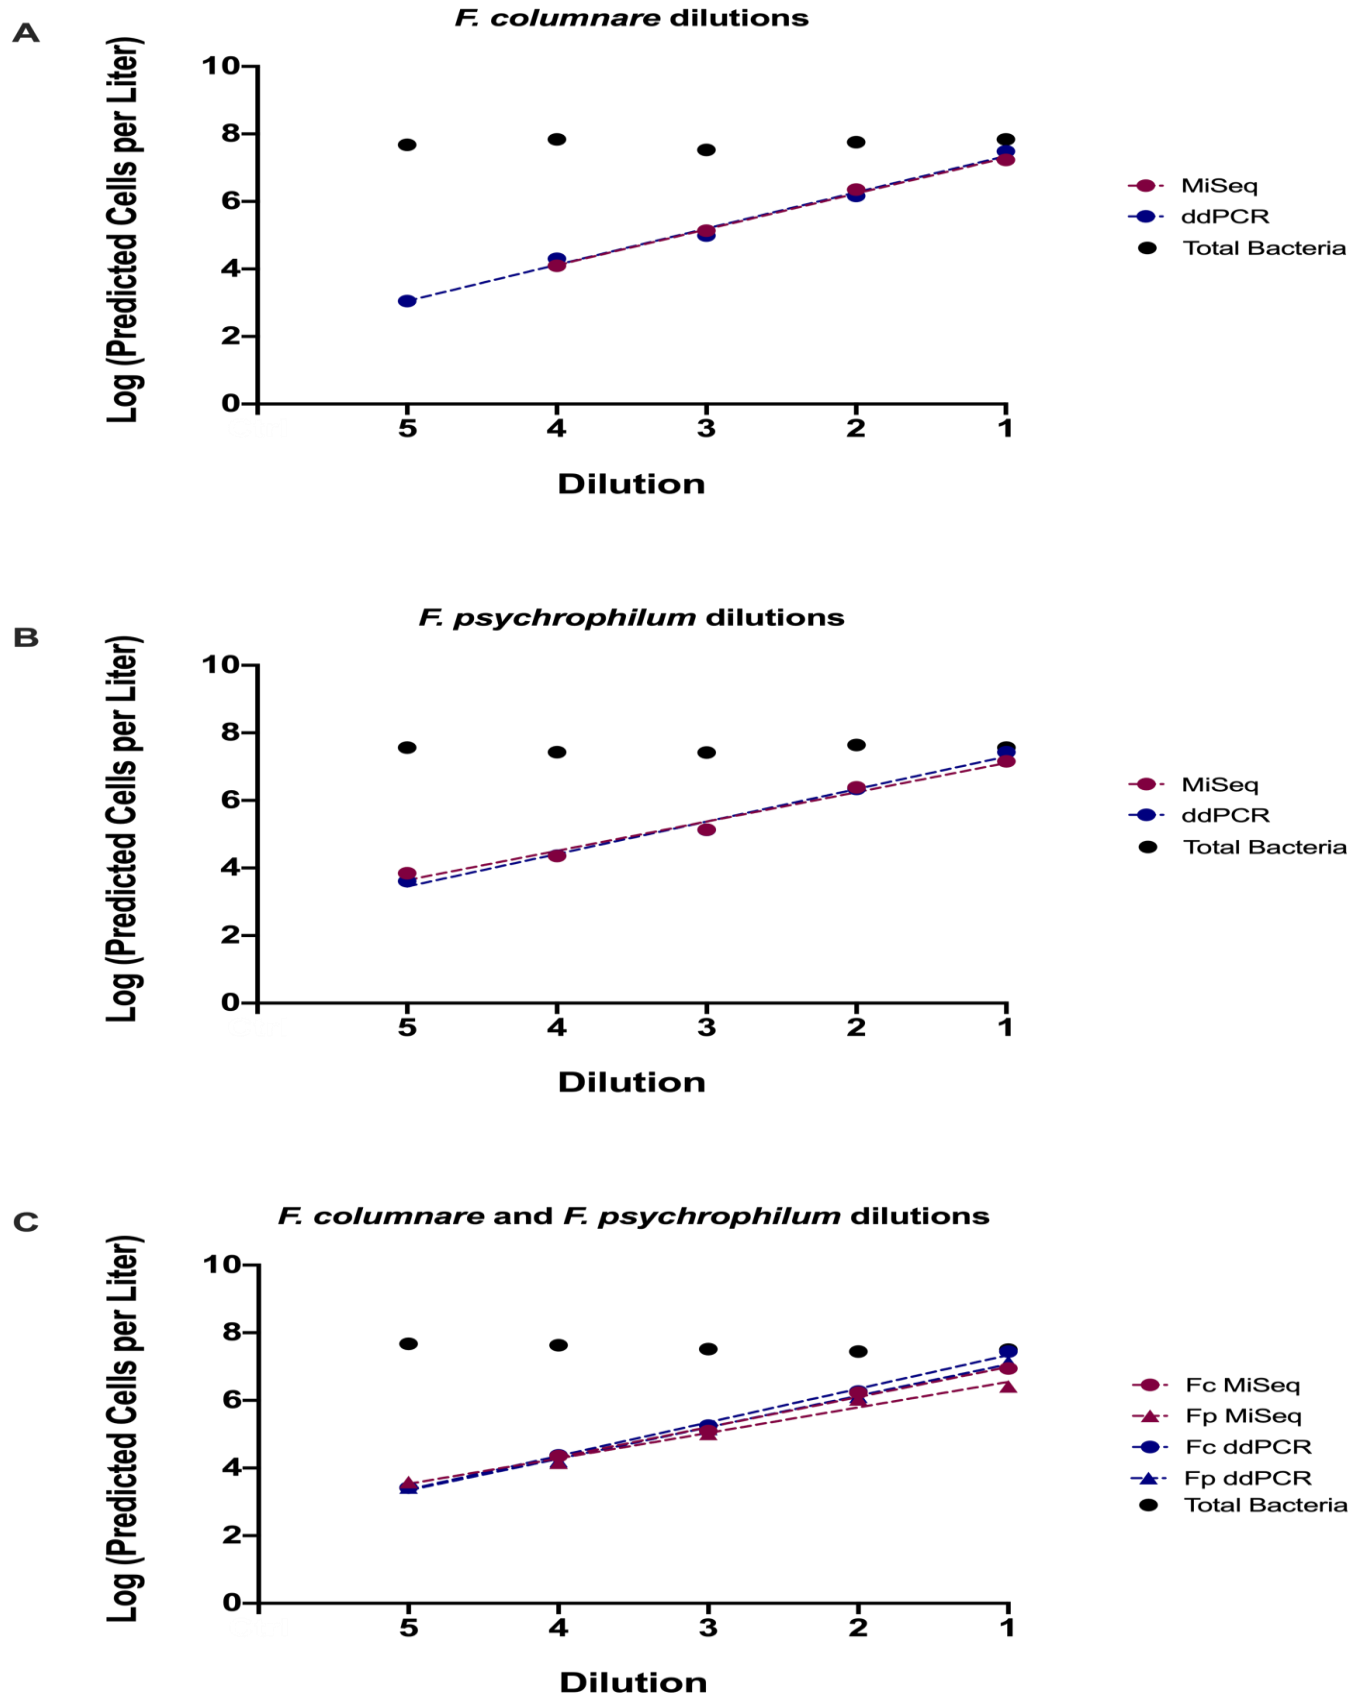 A
F. columnare dilutions
Log (Predicted Cells per Liter)
10
8
6
4
2
0
5 4 3 2 1
Dilution
MiSeq
ddPCR
Total Bacteria
B
F. psychrophilum dilutions
Log (Predicted Cells per Liter)
10
8
6
4
2
0
5 4 3 2 1
Dilution
MiSeq
ddPCR
Total Bacteria
C
F. columnare and F. psychrophilum dilutions
Log (Predicted Cells per Liter)
10
8
6
4
2
0
5 4 3 2 1
Dilution
Fc MiSeq
Fp MiSeq
Fc ddPCR
Fp ddPCR
Total Bacteria